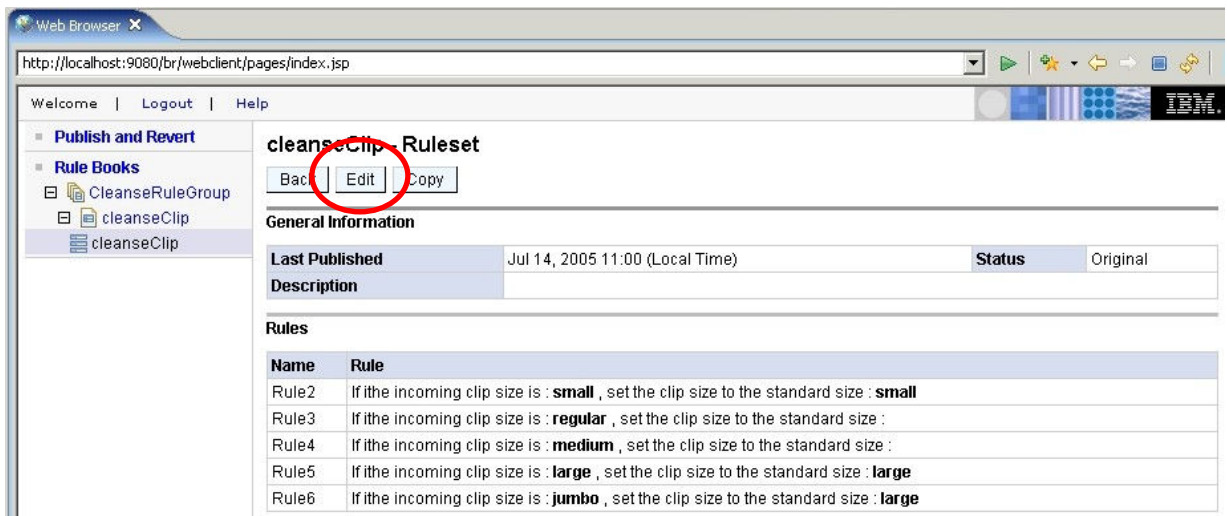 Web Browser
http://localhost:9080/br/webclient/pages/index.jsp
Welcome | Logout | Help
IBM.
Publish and Revert
Rule Books
CleanseRuleGroup
cleanseClip
cleanseClip
cleanseClip - Ruleset
Back Edit Copy
General Information
Last Published Jul 14, 2005 11:00 (Local Time) Status Original
Description
Rules
Name Rule
Rule2 If ithe incoming clip size is : small , set the clip size to the standard size : small
Rule3 If ithe incoming clip size is : regular , set the clip size to the standard size :
Rule4 If ithe incoming clip size is : medium , set the clip size to the standard size :
Rule5 If ithe incoming clip size is : large , set the clip size to the standard size : large
Rule6 If ithe incoming clip size is : jumbo , set the clip size to the standard size : large